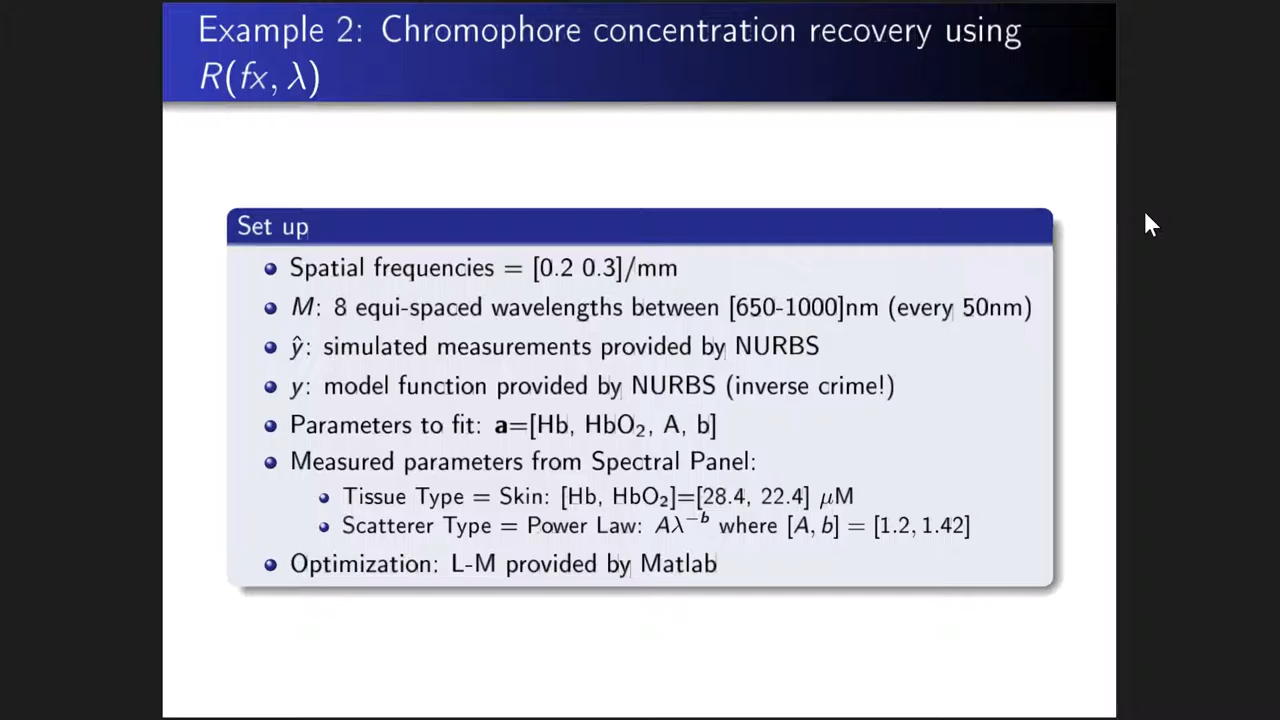 Example 2: Chromophore concentration recovery using
R(fx, λ)
Set up
Spatial frequencies = [0.2 0.3]/mm
M: 8 equi-spaced wavelengths between [650-1000]nm (every 50nm)
ŷ: simulated measurements provided by NURBS
y: model function provided by NURBS (inverse crime!)
Parameters to fit: a=[Hb, HbO₂, A, b]
Measured parameters from Spectral Panel:
Tissue Type = Skin: [Hb, HbO₂]=[28.4, 22.4] μM
Scatterer Type = Power Law: Aλ⁻ᵇ where [A, b] = [1.2, 1.42]
Optimization: L-M provided by Matlab